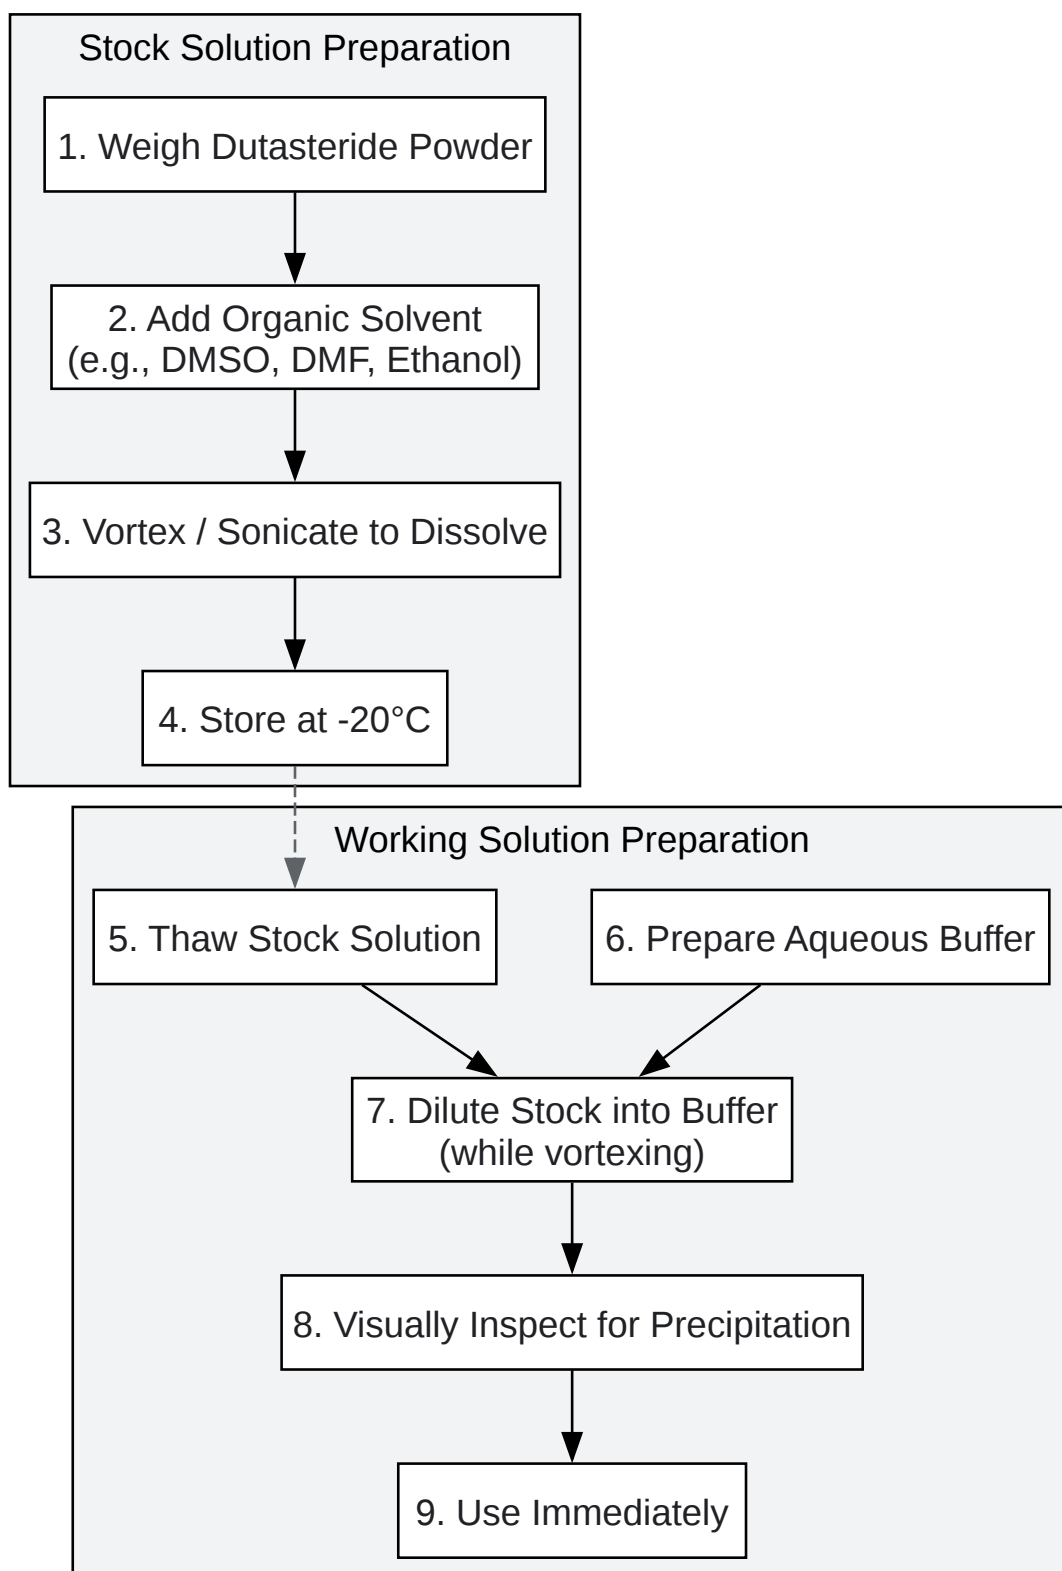 Stock Solution Preparation
1. Weigh Dutasteride Powder
2. Add Organic Solvent
(e.g., DMSO, DMF, Ethanol)
3. Vortex / Sonicate to Dissolve
4. Store at -20°C
Working Solution Preparation
5. Thaw Stock Solution
6. Prepare Aqueous Buffer
7. Dilute Stock into Buffer
(while vortexing)
8. Visually Inspect for Precipitation
9. Use Immediately